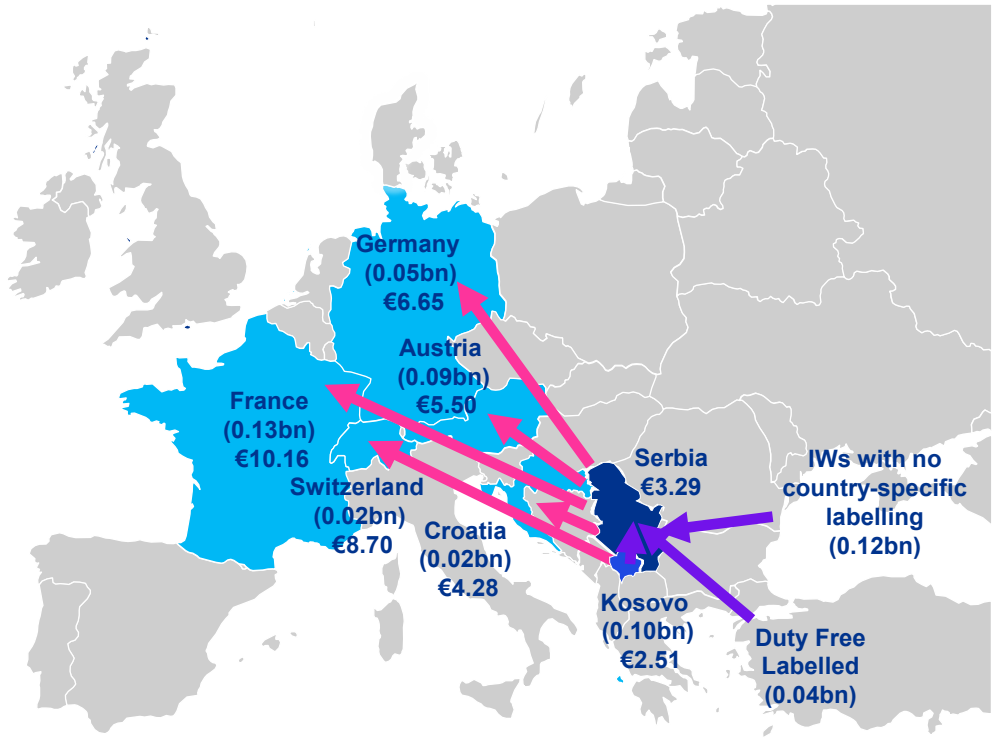 Germany
(0.05bn)
€6.65
Austria
(0.09bn)
€5.50
France
(0.13bn)
€10.16
Switzerland
(0.02bn)
€8.70
Croatia
(0.02bn)
€4.28
Serbia
€3.29
IWs with no
country-specific
labelling
(0.12bn)
Kosovo
(0.10bn)
€2.51
Duty Free
Labelled
(0.04bn)